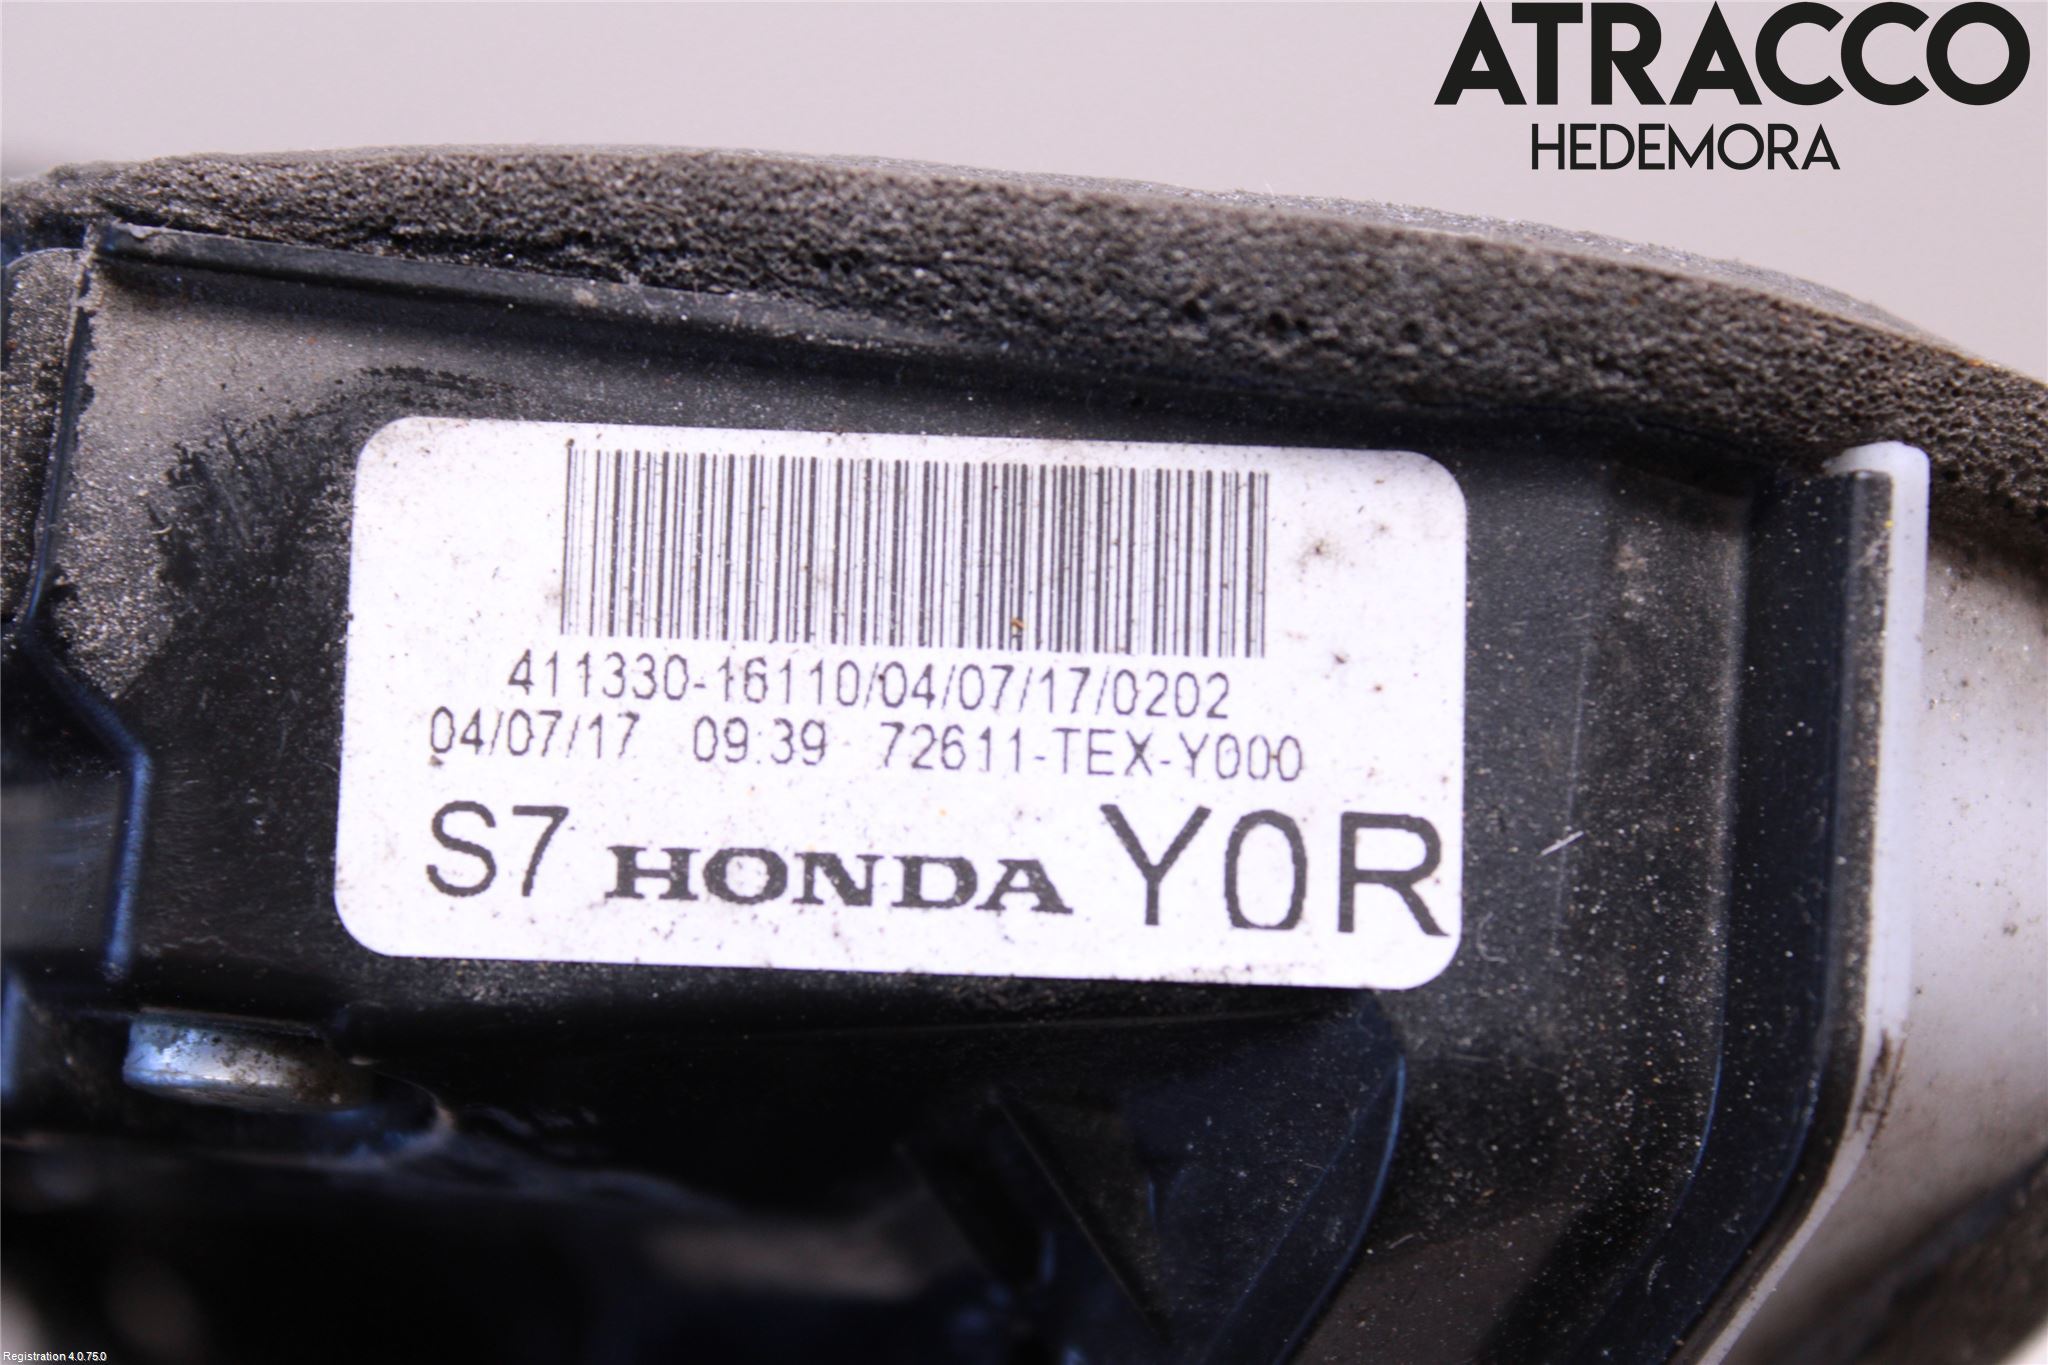 ATRACCO
HEDEMORA
411330-16110/04/07/17/0202
04/07/17 09:39 72611-TEX-Y000
S7 HONDA Y0R
Registration 4.0.75.0